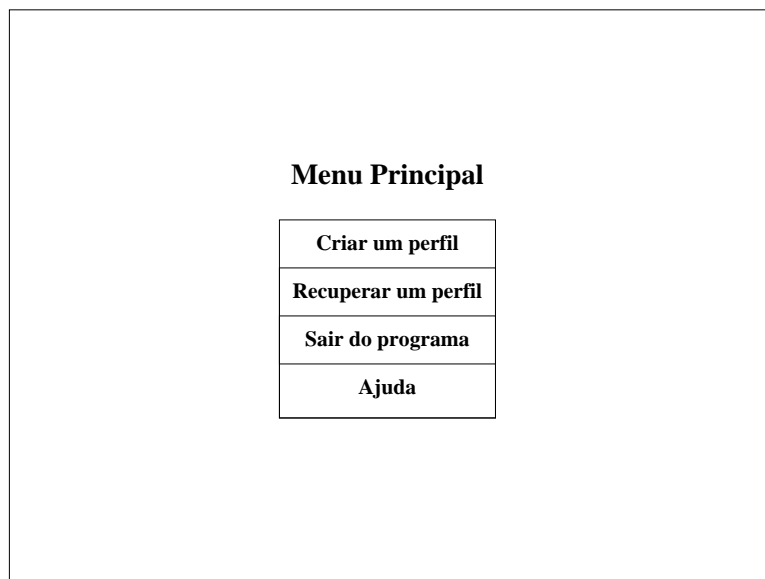 Menu Principal
Criar um perfil
Recuperar um perfil
Sair do programa
Ajuda